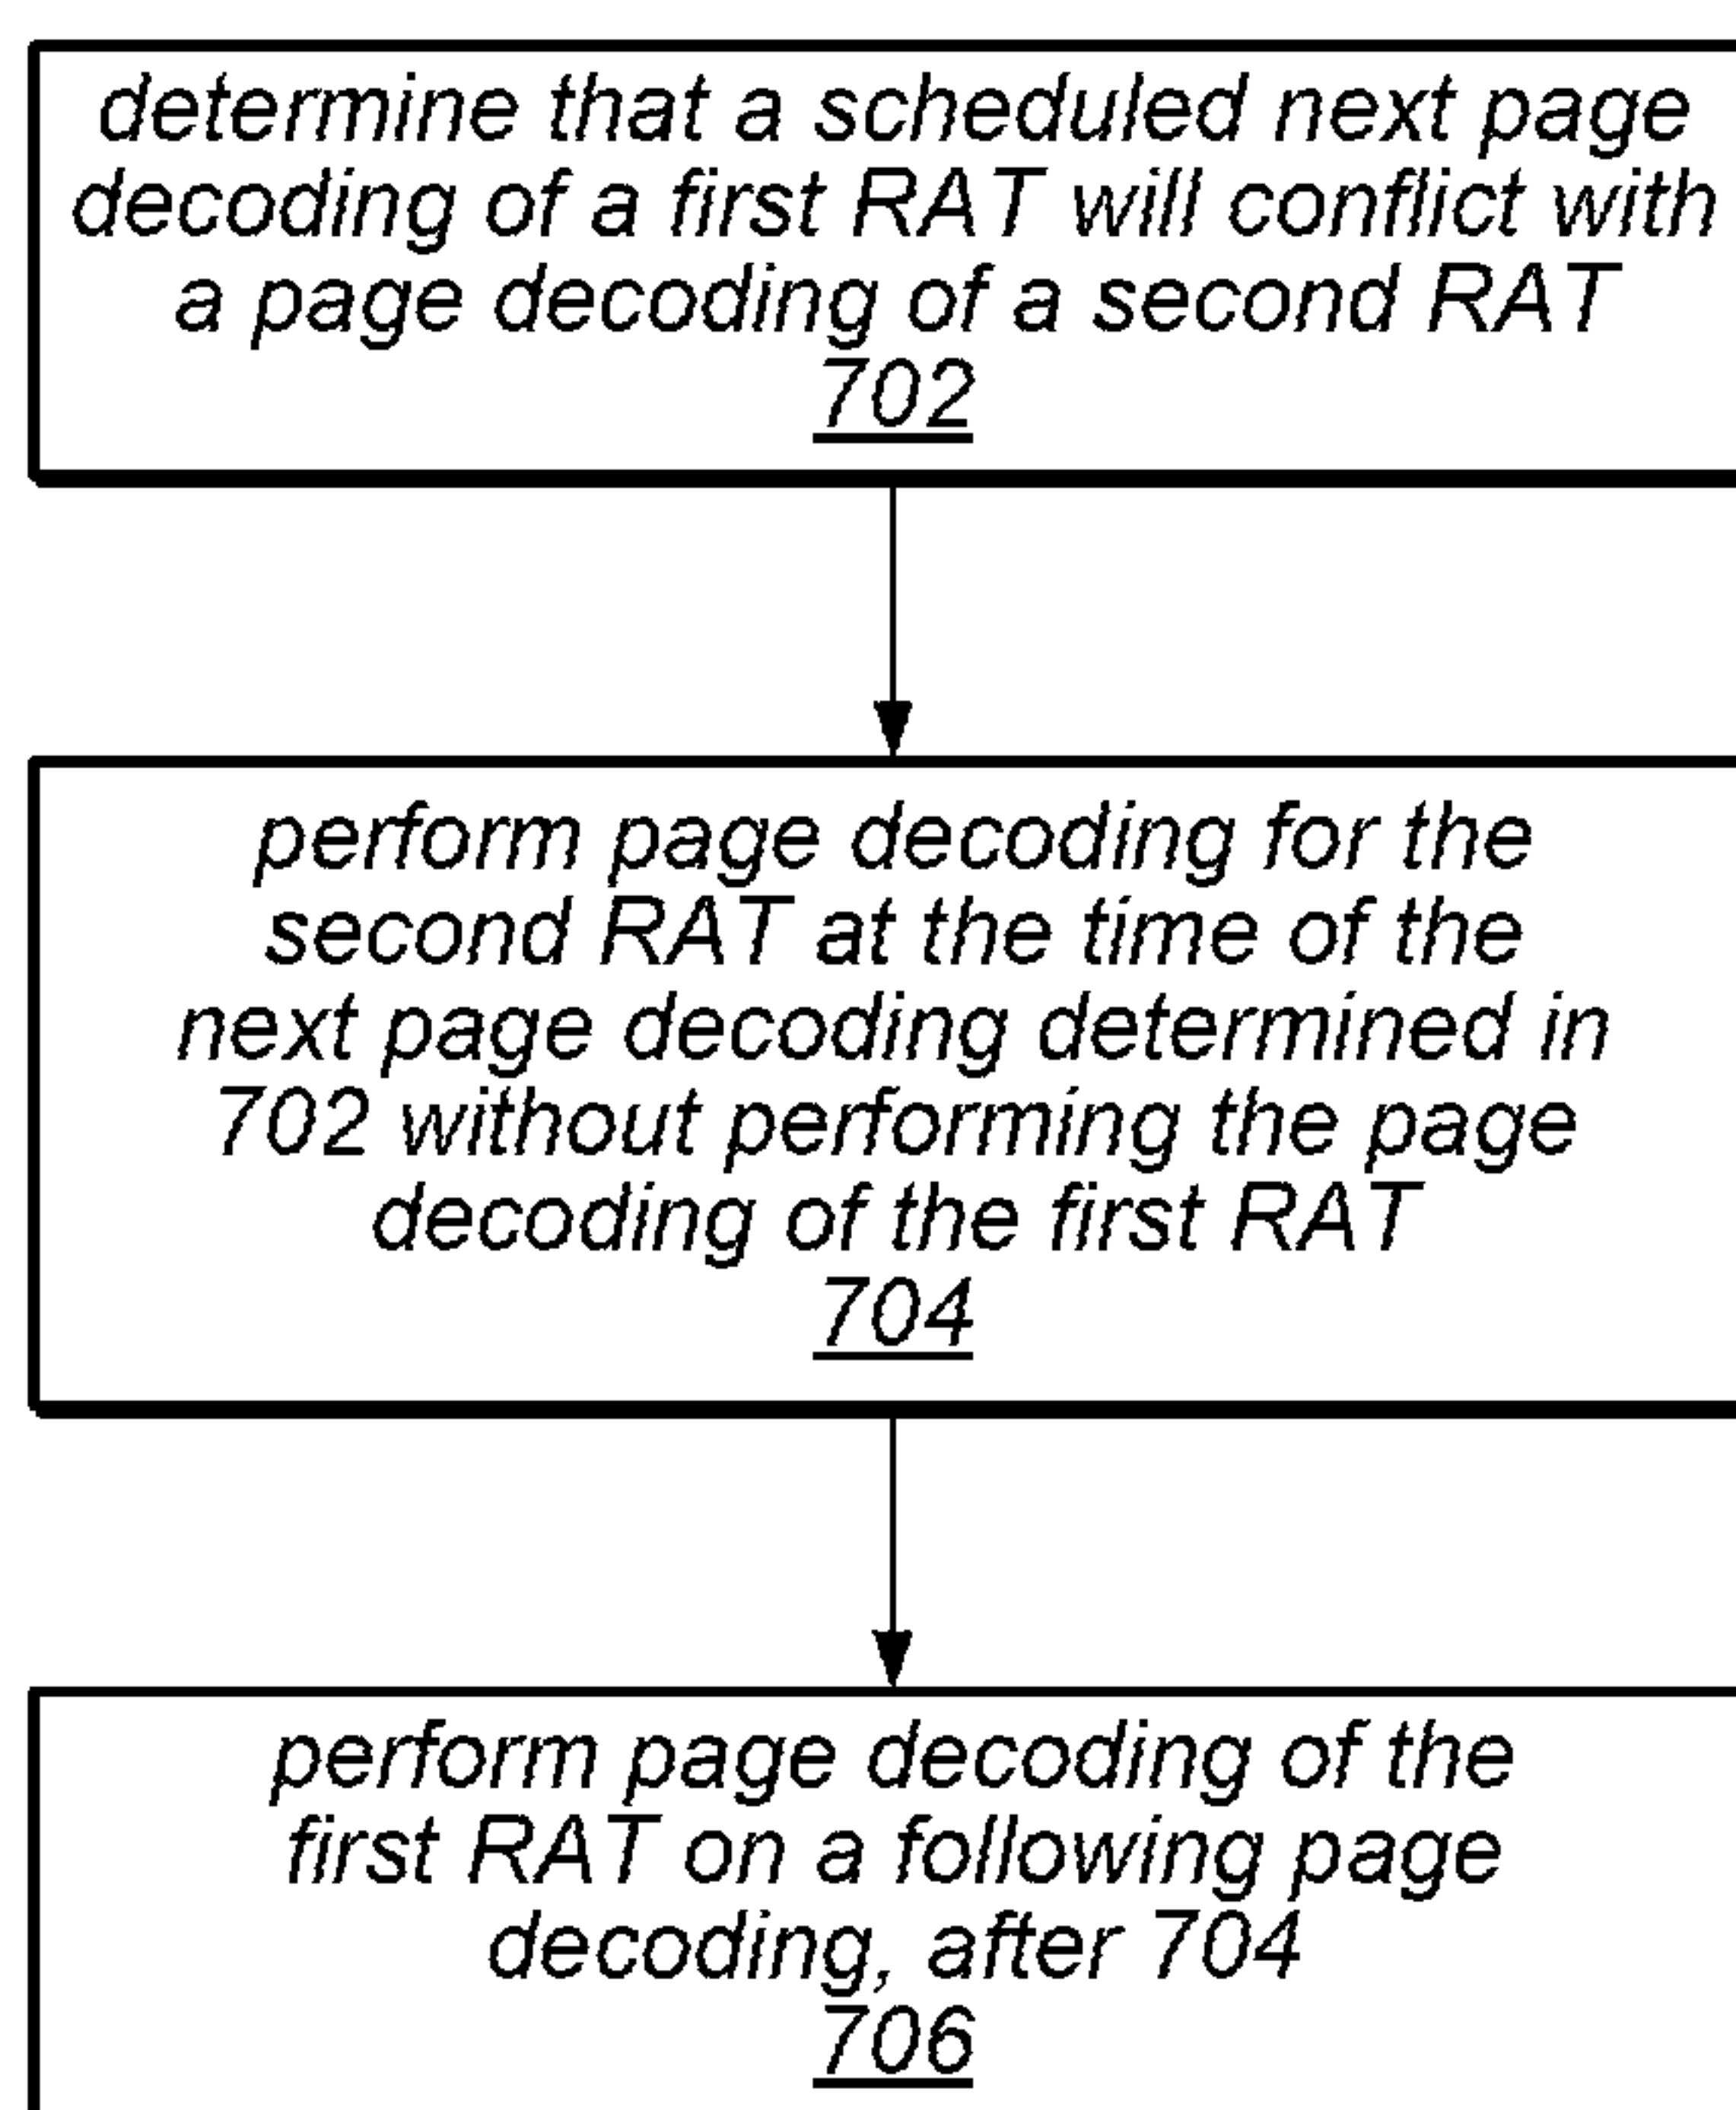 determine that a scheduled next page
decoding of a first RAT will conflict with
a page decoding of a second RAT
702
perform page decoding for the
second RAT at the time of the
next page decoding determined in
702 without performing the page
decoding of the first RAT
704
perform page decoding of the
first RAT on a following page
decoding, after 704
706